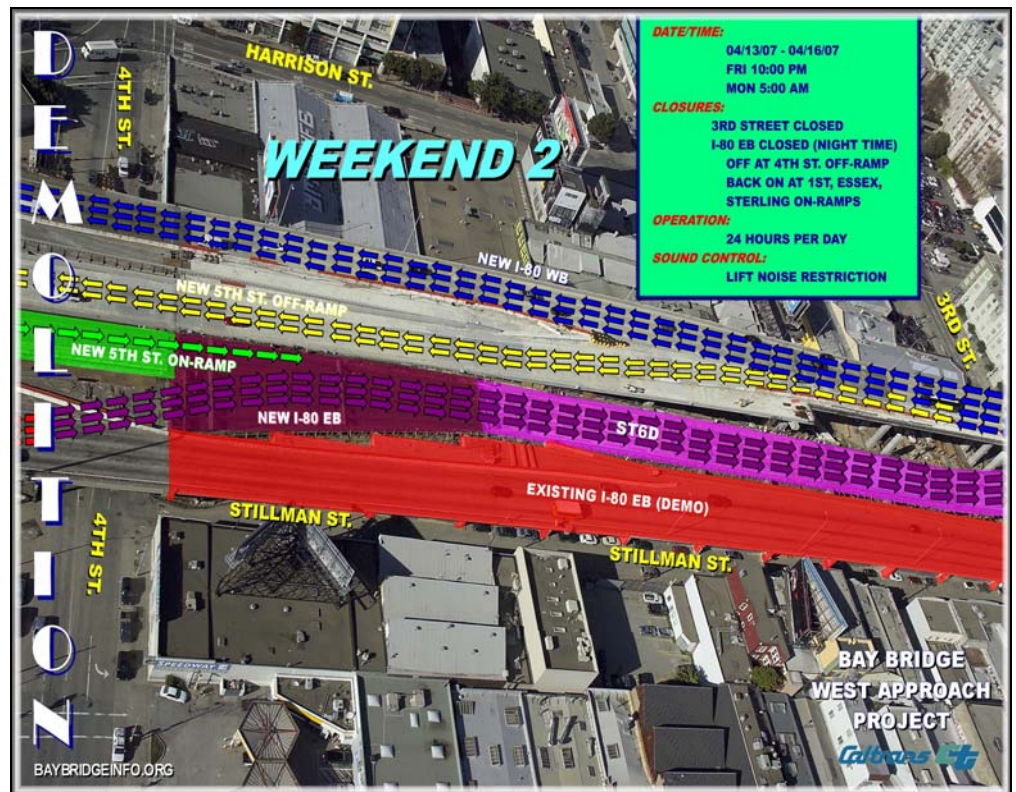 DEMOLITION
4TH ST.
HARRISON ST.
WEEKEND 2
DATE/TIME:
04/13/07 - 04/16/07
FRI 10:00 PM
MON 5:00 AM
CLOSURES:
3RD STREET CLOSED
I-80 EB CLOSED (NIGHT TIME)
OFF AT 4TH ST. OFF-RAMP
BACK ON AT 1ST, ESSEX,
STERLING ON-RAMPS
OPERATION:
24 HOURS PER DAY
SOUND CONTROL:
LIFT NOISE RESTRICTION
NEW I-80 WB
NEW 5TH ST. OFF-RAMP
3RD ST.
NEW 5TH ST. ON-RAMP
NEW I-80 EB
ST6D
EXISTING I-80 EB (DEMO)
STILLMAN ST.
STILLMAN ST.
4TH ST.
SPEEDWAY
BAY BRIDGE
WEST APPROACH
PROJECT
Caltrans
BAYBRIDGEINFO.ORG